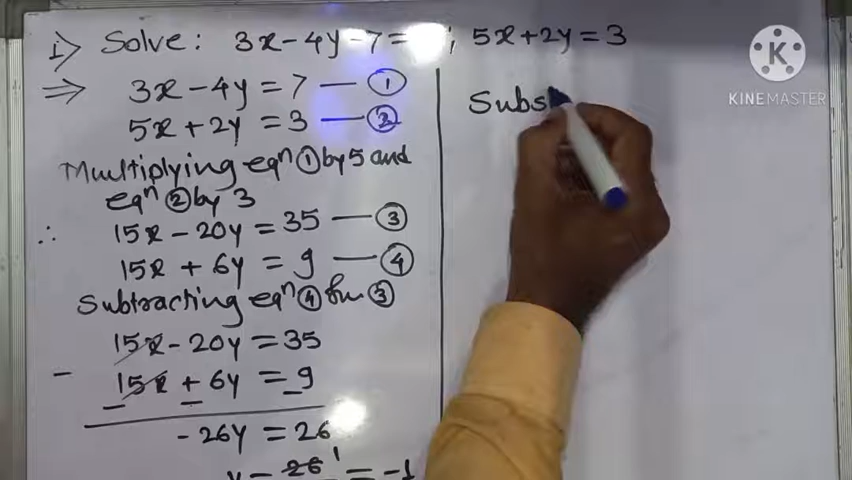 i> Solve: 3x-4y-7= ; 5x+2y=3
⇒ 3x-4y=7 — ①
5x+2y=3 — ②
Multiplying eqⁿ ① by 5 and
eqⁿ ② by 3
∴ 15x-20y=35 — ③
15x+6y=9 — ④
Subtracting eqⁿ ④ ③
15x-20y=35
- 15x+6y=9
- - -
-26y=26
= 26 1 = -1
Subs
K
KINEMASTER